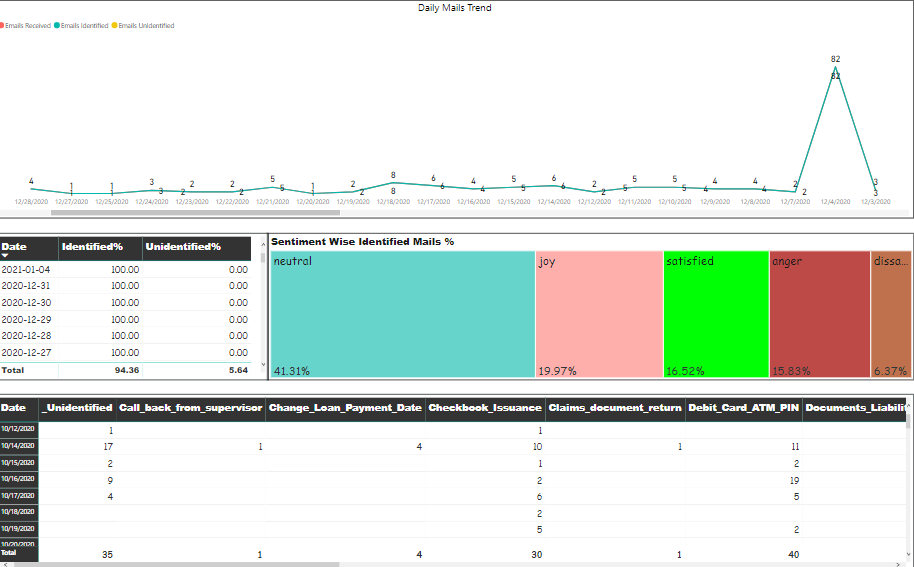 Daily Mails Trend
Emails Received Emails Identified Emails Unidentified
82
82
4 1 1 3 2 2 5 1 2 8 6 6 4 5 6 2 5 5 4 4 2 3
1 1 3 2 2 5 1 2 8 6 4 5 6 2 5 5 4 4 2 3
12/28/2020 12/27/2020 12/25/2020 12/24/2020 12/23/2020 12/22/2020 12/21/2020 12/20/2020 12/19/2020 12/18/2020 12/17/2020 12/16/2020 12/15/2020 12/14/2020 12/12/2020 12/11/2020 12/10/2020 12/9/2020 12/8/2020 12/7/2020 12/4/2020 12/3/2020
Date Identified% Unidentified%
2021-01-04 100.00 0.00
2020-12-31 100.00 0.00
2020-12-30 100.00 0.00
2020-12-29 100.00 0.00
2020-12-28 100.00 0.00
2020-12-27 100.00 0.00
Total 94.36 5.64
Sentiment Wise Identified Mails %
neutral joy satisfied anger dissa...
41.31% 19.97% 16.52% 15.83% 6.37%
Date _Unidentified Call_back_from_supervisor Change_Loan_Payment_Date Checkbook_Issuance Claims_document_return Debit_Card_ATM_PIN Documents_Liabilit
10/12/2020 1 1
10/14/2020 17 1 4 10 1 11
10/15/2020 2 1 2
10/16/2020 9 2 19
10/17/2020 4 6 5
10/18/2020 2
10/19/2020 5 2
10/20/2020
Total 35 1 4 30 1 40